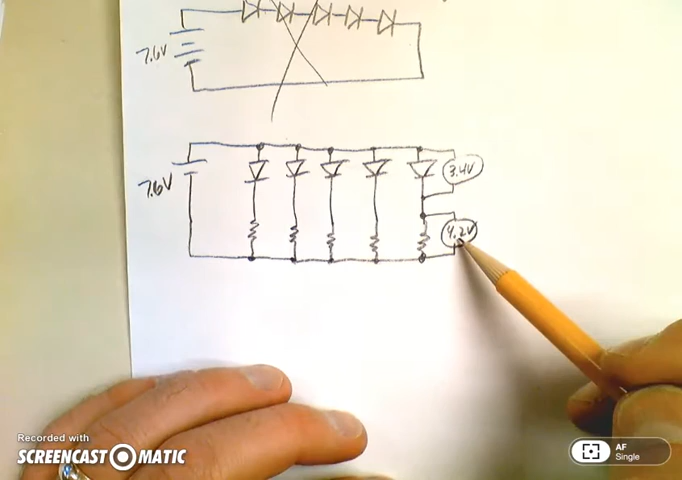 7.6V
7.6V
3.4V
4.2V
Recorded with
SCREENCAST O MATIC
AF
Single